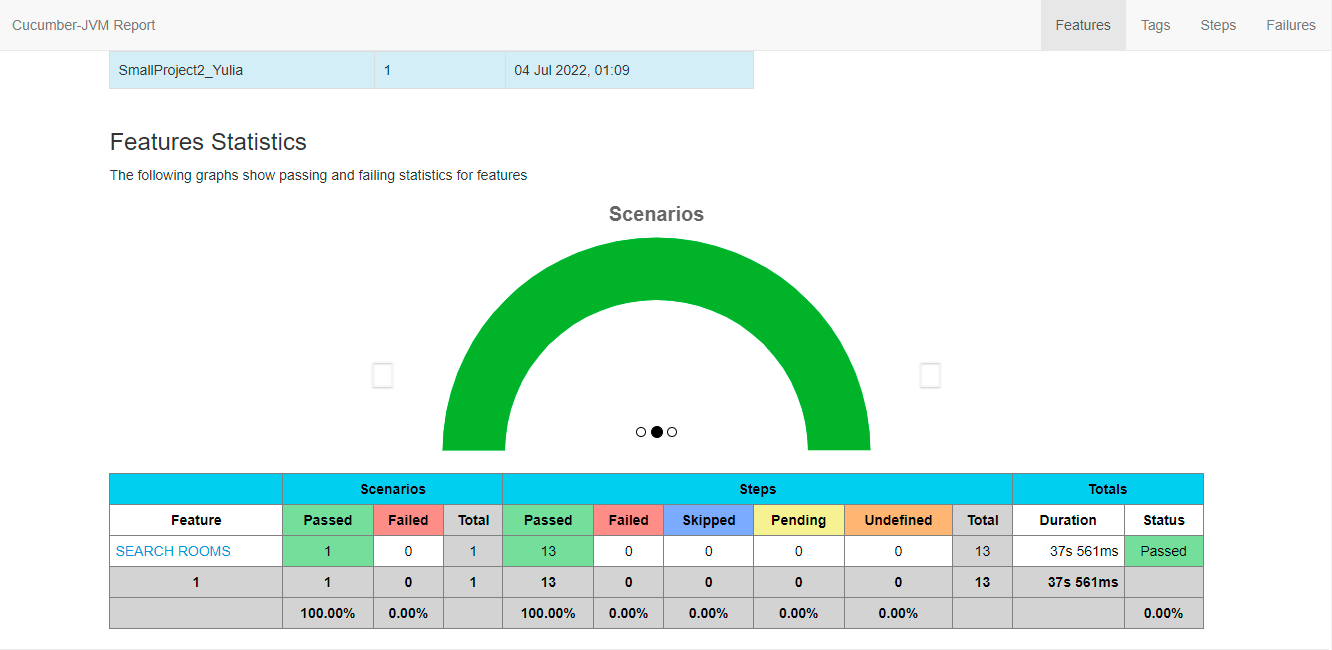 Cucumber-JVM Report Features Tags Steps Failures
SmallProject2_Yulia 1 04 Jul 2022, 01:09
Features Statistics
The following graphs show passing and failing statistics for features
Scenarios
Scenarios Steps Totals
Feature Passed Failed Total Passed Failed Skipped Pending Undefined Total Duration Status
SEARCH ROOMS 1 0 1 13 0 0 0 0 13 37s 561ms Passed
1 1 0 1 13 0 0 0 0 13 37s 561ms
100.00% 0.00% 100.00% 0.00% 0.00% 0.00% 0.00% 0.00%